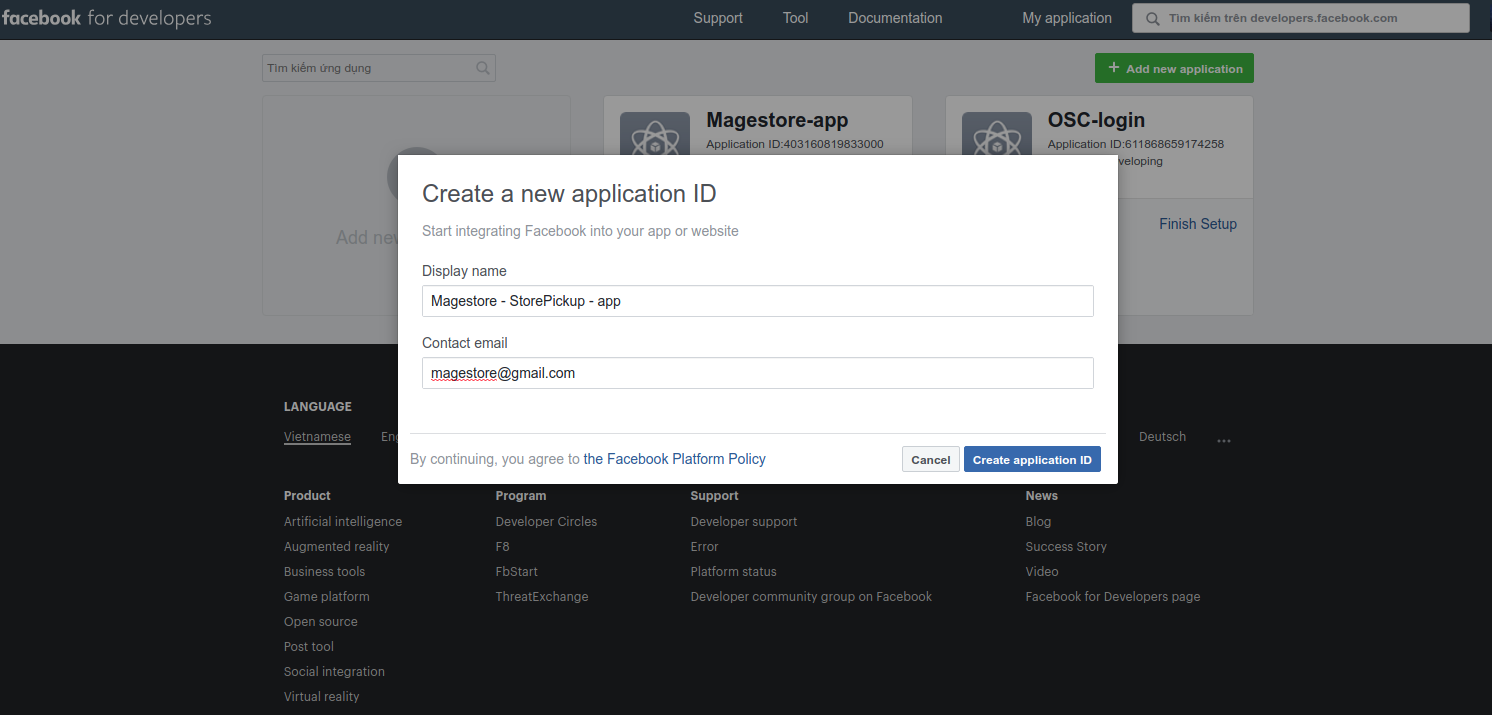 facebook for developers
Support
Tool
Documentation
My application
Tìm kiếm trên developers.facebook.com
Tìm kiếm ứng dụng
+ Add new application
Magestore-app
Application ID:403160819833000
OSC-login
Application ID:611868659174258
veloping
Add nev
Finish Setup
Create a new application ID
Start integrating Facebook into your app or website
Display name
Magestore - StorePickup - app
Contact email
magestore@gmail.com
By continuing, you agree to the Facebook Platform Policy
Cancel
Create application ID
LANGUAGE
Vietnamese
Eng
Deutsch
...
Product
Artificial intelligence
Augmented reality
Business tools
Game platform
Open source
Post tool
Social integration
Virtual reality
Program
Developer Circles
F8
FbStart
ThreatExchange
Support
Developer support
Error
Platform status
Developer community group on Facebook
News
Blog
Success Story
Video
Facebook for Developers page